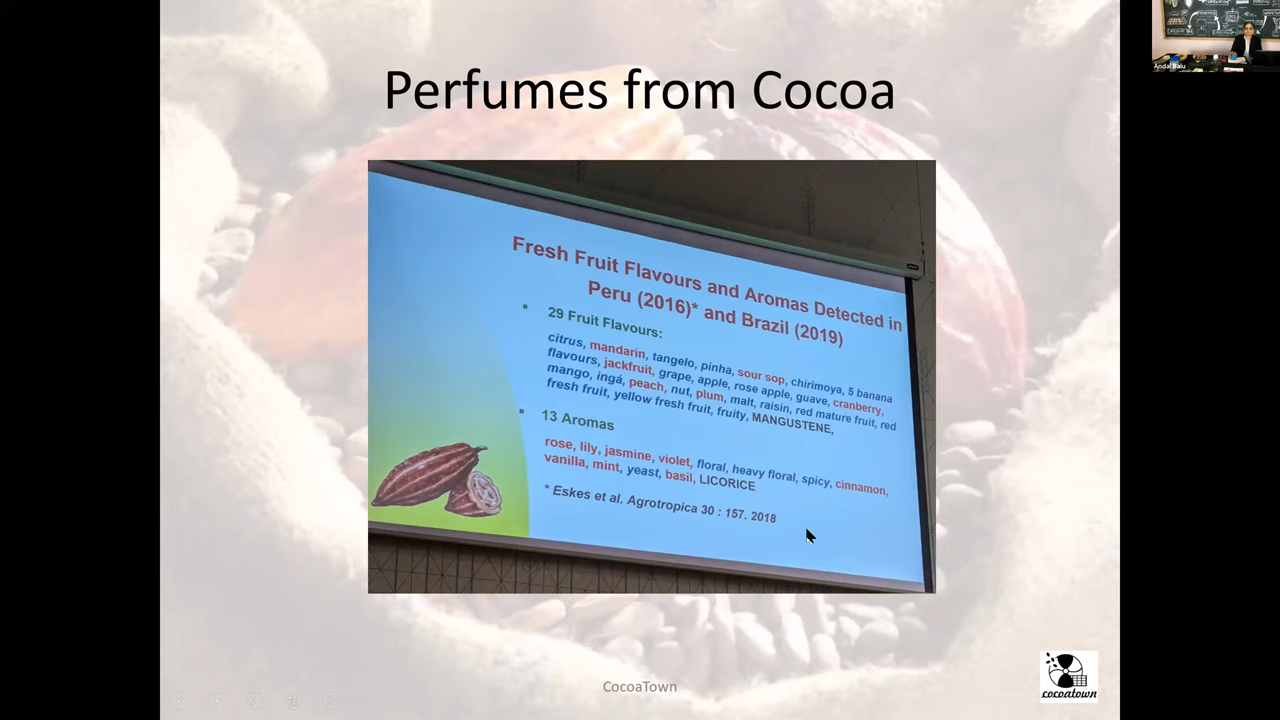 Perfumes from Cocoa
Andal Balu
Fresh Fruit Flavours and Aromas Detected in
Peru (2016)* and Brazil (2019)
▪ 29 Fruit Flavours:
citrus, mandarin, tangelo, pinha, sour sop, chirimoya, 5 banana
flavours, jackfruit, grape, apple, rose apple, guave, cranberry,
mango, ingá, peach, nut, plum, malt, raisin, red mature fruit, red
fresh fruit, yellow fresh fruit, fruity, MANGUSTENE,
▪ 13 Aromas
rose, lily, jasmine, violet, floral, heavy floral, spicy, cinnamon,
vanilla, mint, yeast, basil, LICORICE
* Eskes et al. Agrotropica 30 : 157. 2018
CocoaTown
cocoatown